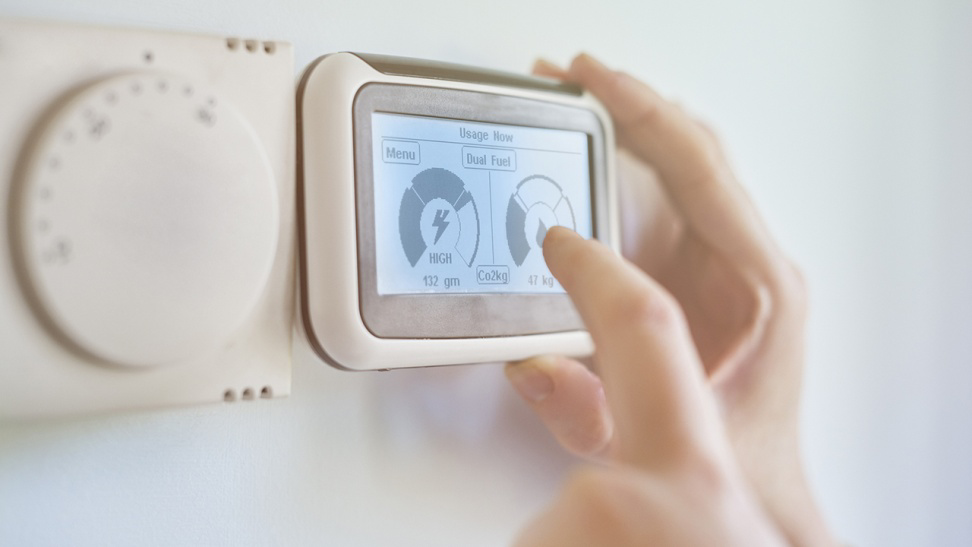 Usage Now
Menu
Dual Fuel
HIGH
132 gm
Co2kg
47 kg